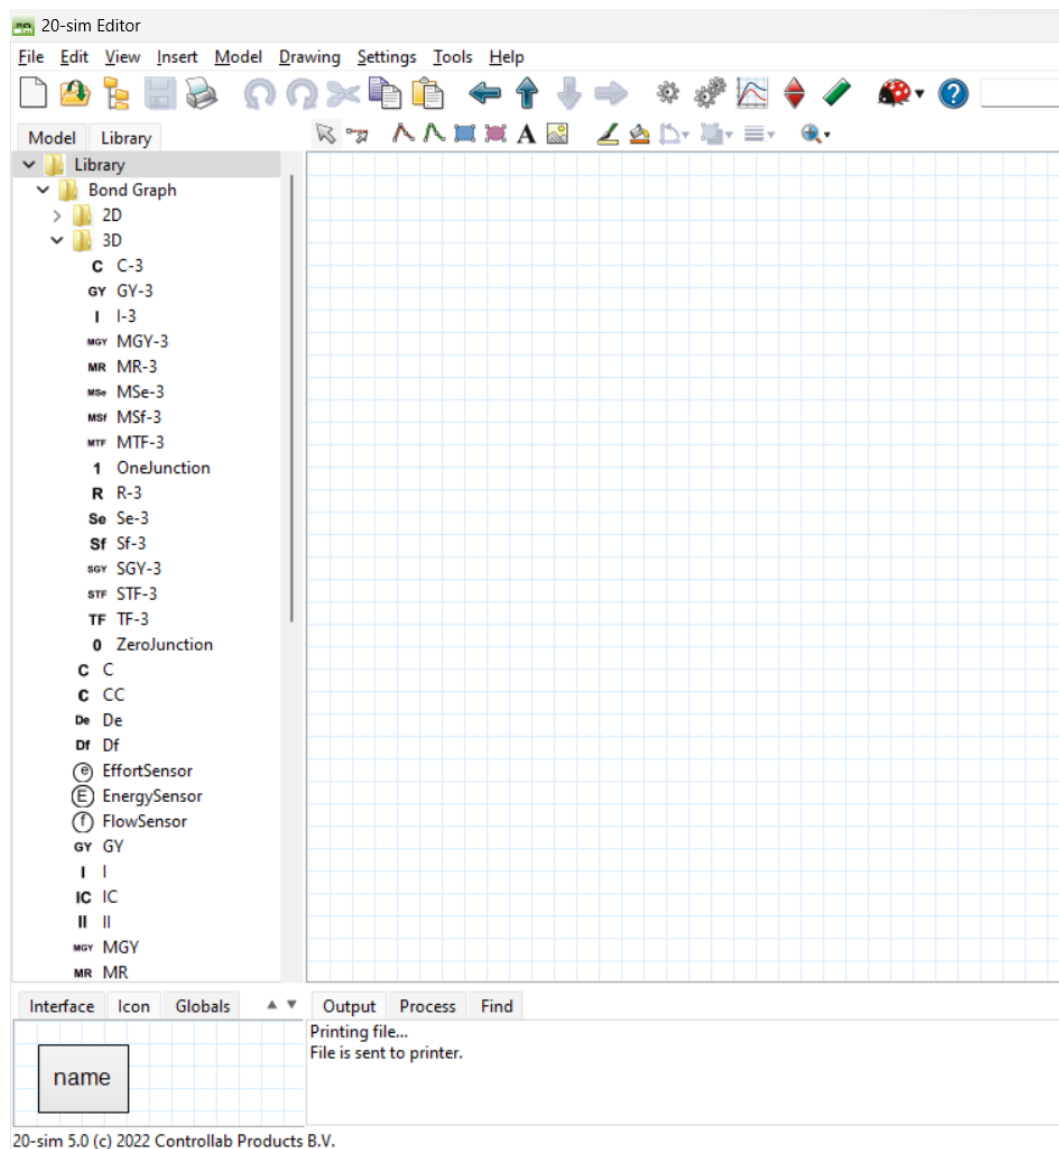 20-sim Editor
File Edit View Insert Model Drawing Settings Tools Help
Model Library
A
Library
Bond Graph
2D
3D
C C-3
GY GY-3
I I-3
MGY MGY-3
MR MR-3
MSe MSe-3
MSf MSf-3
MTF MTF-3
1 OneJunction
R R-3
Se Se-3
Sf Sf-3
SGY SGY-3
STF STF-3
TF TF-3
0 ZeroJunction
C C
C CC
De De
Df Df
e EffortSensor
E EnergySensor
f FlowSensor
GY GY
I I
IC IC
II II
MGY MGY
MR MR
Interface Icon Globals
Output Process Find
Printing file...
File is sent to printer.
name
20-sim 5.0 (c) 2022 Controllab Products B.V.